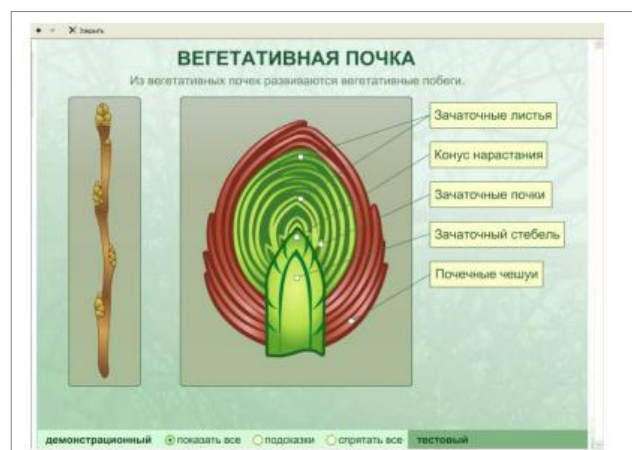 Закрыть
ВЕГЕТАТИВНАЯ ПОЧКА
Из вегетативных почек развиваются вегетативные побеги.
Зачаточные листья
Конус нарастания
Зачаточные почки
Зачаточный стебель
Почечные чешуи
демонстрационный показать все подсказки спрятать все тестовый